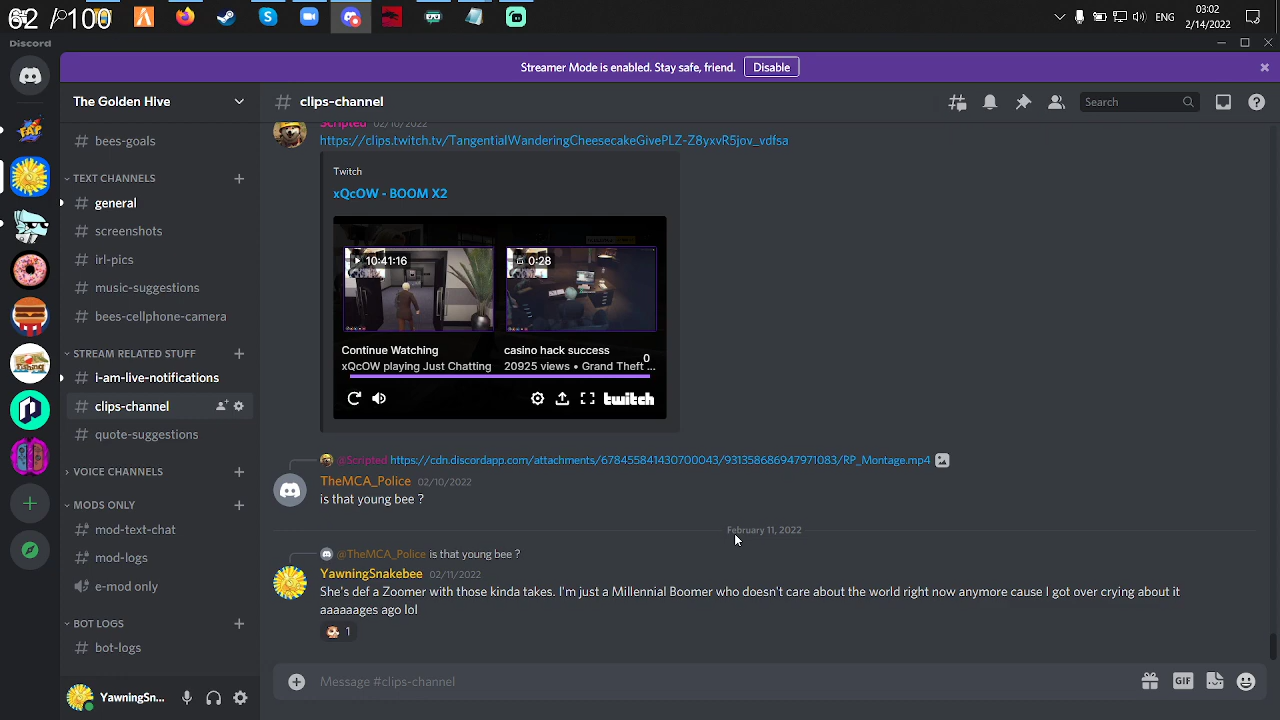 62 100
ENG
03:02
2/14/2022
Discord
Streamer Mode is enabled. Stay safe, friend.
Disable
The Golden Hive
clips-channel
Search
bees-goals
TEXT CHANNELS
general
screenshots
irl-pics
music-suggestions
bees-cellphone-camera
STREAM RELATED STUFF
i-am-live-notifications
clips-channel
quote-suggestions
VOICE CHANNELS
MODS ONLY
mod-text-chat
mod-logs
e-mod only
BOT LOGS
bot-logs
YawningSn...
Scripted 02/10/2022
https://clips.twitch.tv/TangentialWanderingCheesecakeGivePLZ-Z8yxvR5jov_vdfsa
Twitch
xQcOW - BOOM X2
10:41:16
0:28
Continue Watching
xQcOW playing Just Chatting
casino hack success
20925 views • Grand Theft ...
0
twitch
@Scripted https://cdn.discordapp.com/attachments/678455841430700043/931358686947971083/RP_Montage.mp4
TheMCA_Police 02/10/2022
is that young bee ?
February 11, 2022
@TheMCA_Police is that young bee ?
YawningSnakebee 02/11/2022
She's def a Zoomer with those kinda takes. I'm just a Millennial Boomer who doesn't care about the world right now anymore cause I got over crying about it
aaaaaages ago lol
1
Message #clips-channel
GIF